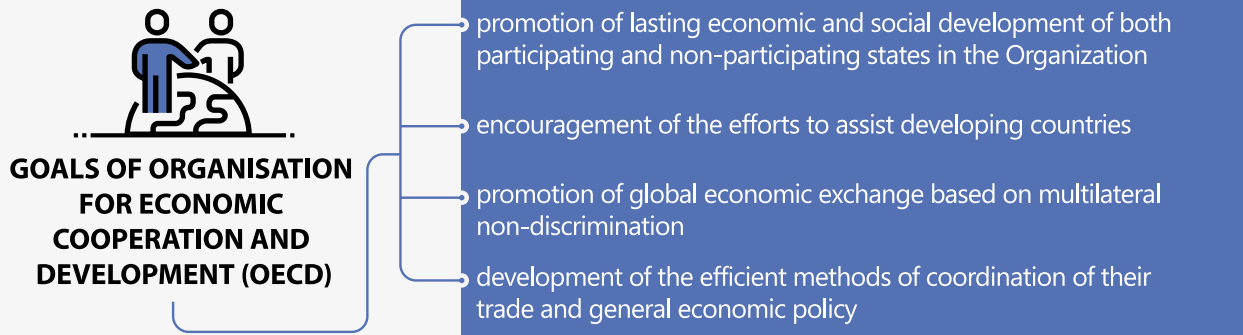 GOALS OF ORGANISATION
FOR ECONOMIC
COOPERATION AND
DEVELOPMENT (OECD)
promotion of lasting economic and social development of both
participating and non-participating states in the Organization
encouragement of the efforts to assist developing countries
promotion of global economic exchange based on multilateral
non-discrimination
development of the efficient methods of social coordination of their
trade and general economic policy